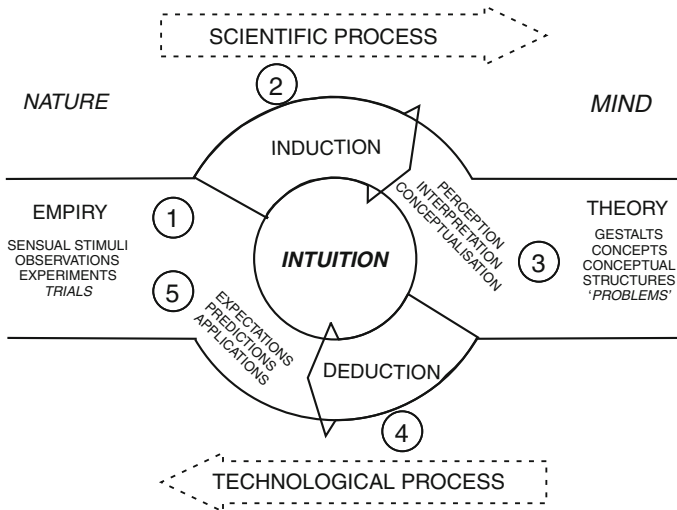 SCIENTIFIC PROCESS
2
NATURE
MIND
INDUCTION
PERCEPTION
INTERPRETATION
CONCEPTUALISATION
EMPIRY
1
SENSUAL STIMULI
OBSERVATIONS
EXPERIMENTS
TRIALS
INTUITION
3
THEORY
GESTALTS
CONCEPTS
CONCEPTUAL
STRUCTURES
‘PROBLEMS’
5
EXPECTATIONS
PREDICTIONS
APPLICATIONS
DEDUCTION
4
TECHNOLOGICAL PROCESS